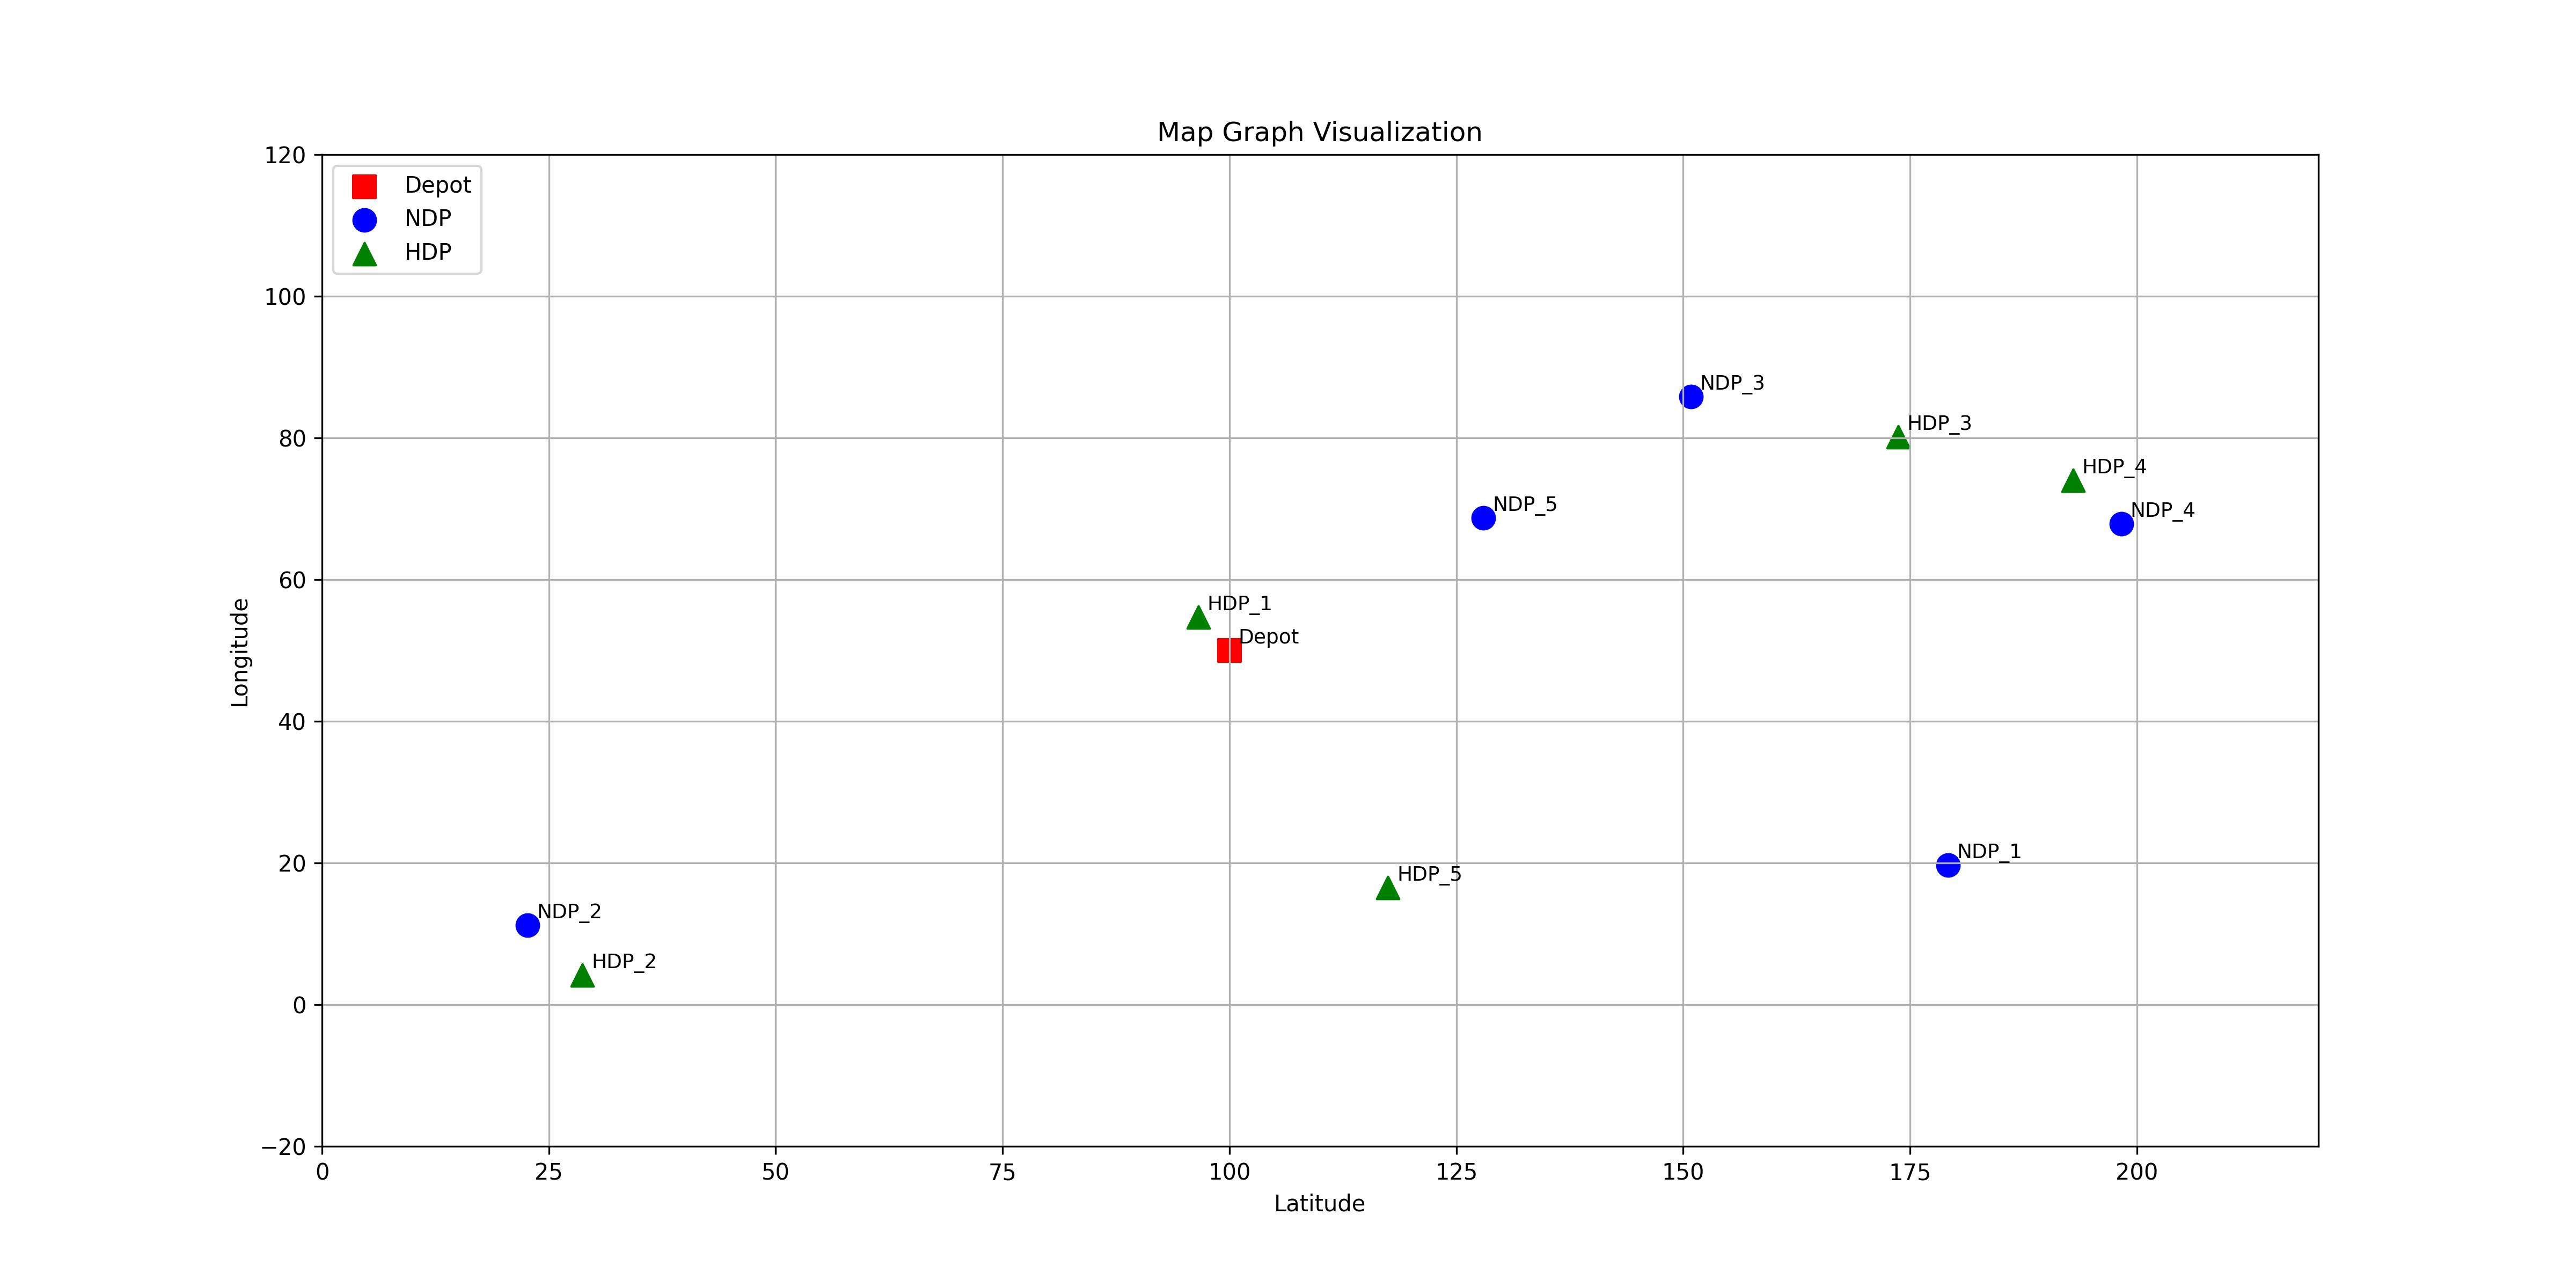 Map Graph Visualization
120
100
80
60
40
20
0
−20
Longitude
Depot
NDP
HDP
NDP_3
HDP_3
HDP_4
NDP_5
NDP_4
HDP_1
Depot
NDP_1
HDP_5
NDP_2
HDP_2
0 25 50 75 100 125 150 175 200
Latitude